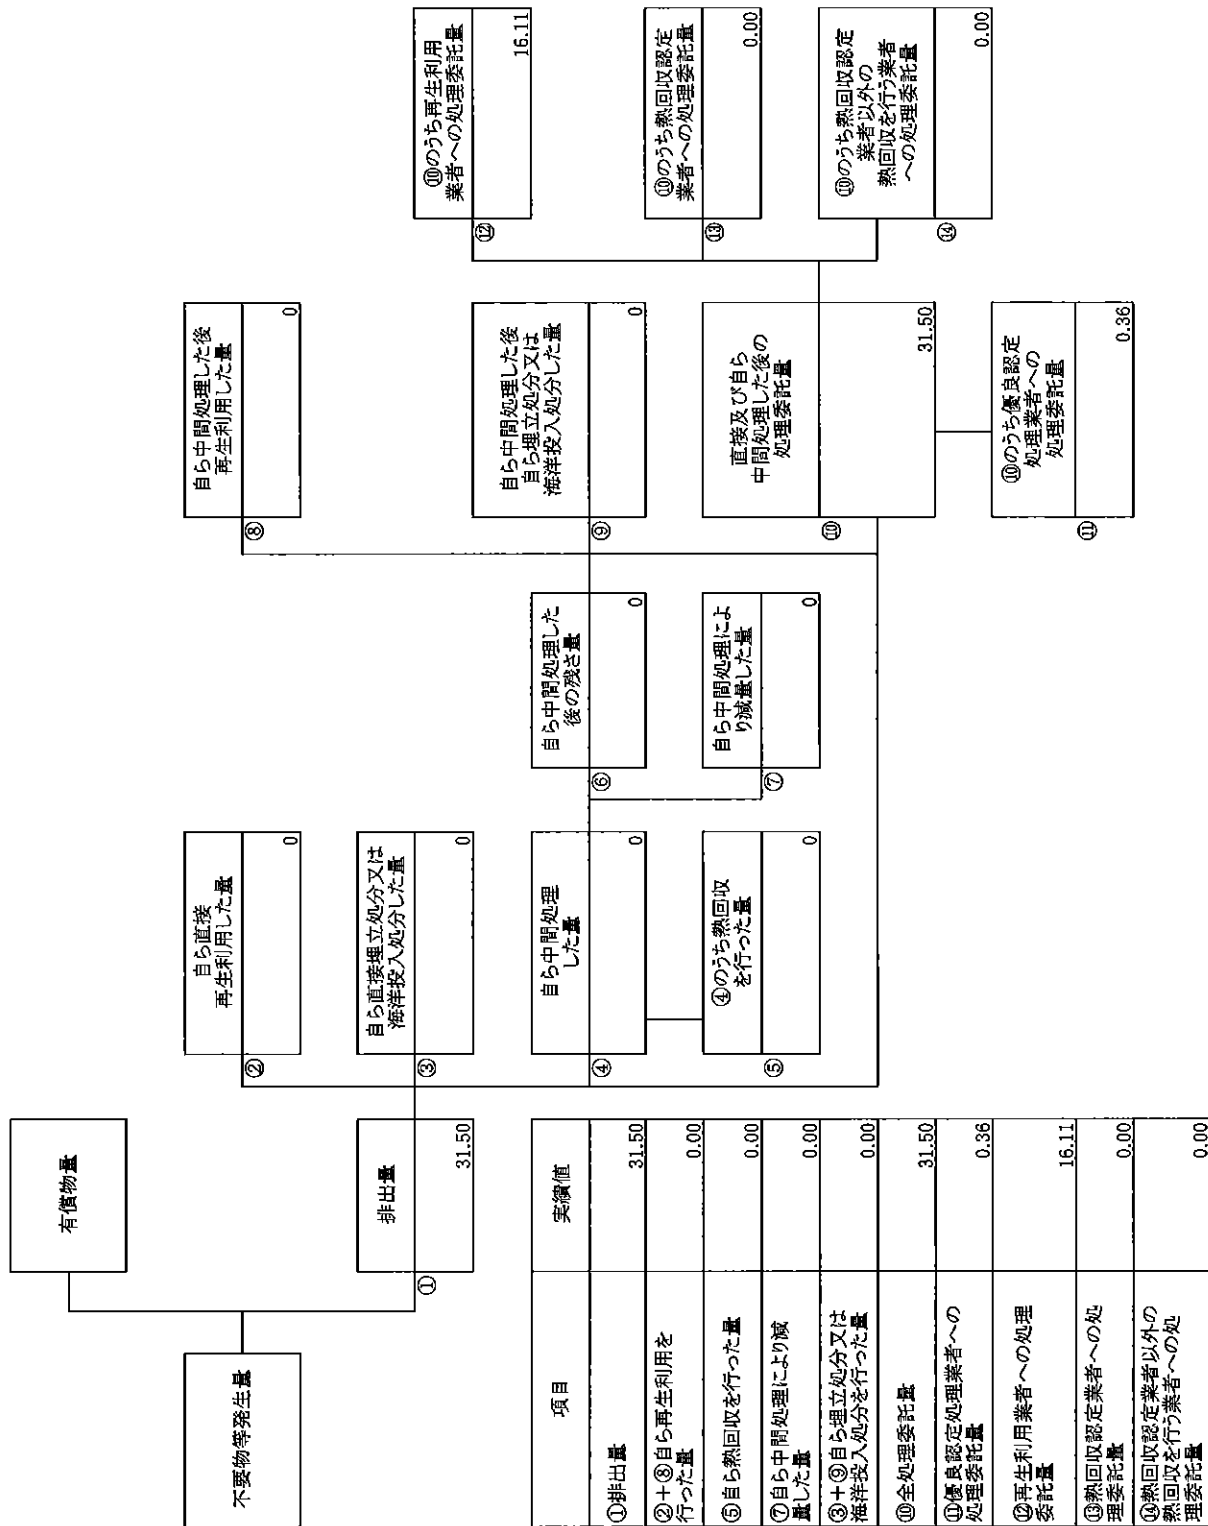 不要物等発生量
有償物量
①
排出量
31.50
②
自ら直接
再生利用した量
0
③
自ら直接埋立処分又は
海洋投入処分した量
0
④
自ら中間処理
した量
0
⑤
④のうち熱回収
を行った量
0
⑥
自ら中間処理した
後の残さ量
0
⑦
自ら中間処理によ
り減量した量
0
⑧
自ら中間処理した後
再生利用した量
0
⑨
自ら中間処理した後
自ら埋立処分又は
海洋投入処分した量
0
⑩
直接及び自ら
中間処理した後の
処理委託量
31.50
⑪
⑩のうち優良認定
処理業者への
処理委託量
0.36
⑫
⑩のうち再生利用
業者への処理委託量
16.11
⑬
⑩のうち熱回収認定
業者への処理委託量
0.00
⑭
⑩のうち熱回収認定
業者以外の
熱回収を行う業者
への処理委託量
0.00
項目 実績値
①排出量 31.50
②+⑧自ら再生利用を
行った量 0.00
⑤自ら熱回収を行った量 0.00
⑦自ら中間処理により減
量した量 0.00
③+⑨自ら埋立処分又は
海洋投入処分を行った量 0.00
⑩全処理委託量 31.50
⑪優良認定処理業者への
処理委託量 0.36
⑫再生利用業者への処理
委託量 16.11
⑬熱回収認定業者への処
理委託量 0.00
⑭熱回収認定業者以外の
熱回収を行う業者への処
理委託量 0.00